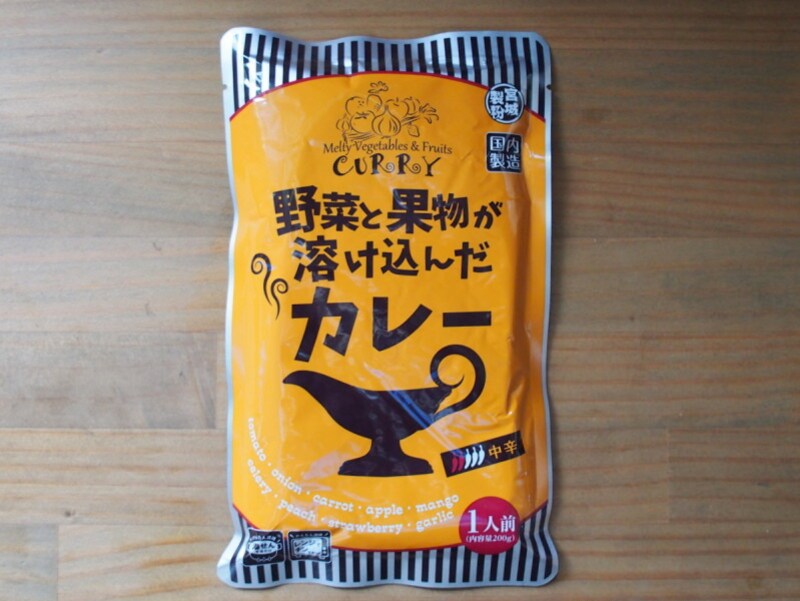 宮城
製粉
国内
製造
Melty Vegetables & Fruits
CURRY
野菜と果物が
溶け込んだ
カレー
中辛
tomato・onion・carrot・apple・mango
celery・peach・strawberry・garlic
1人前
(内容量200g)